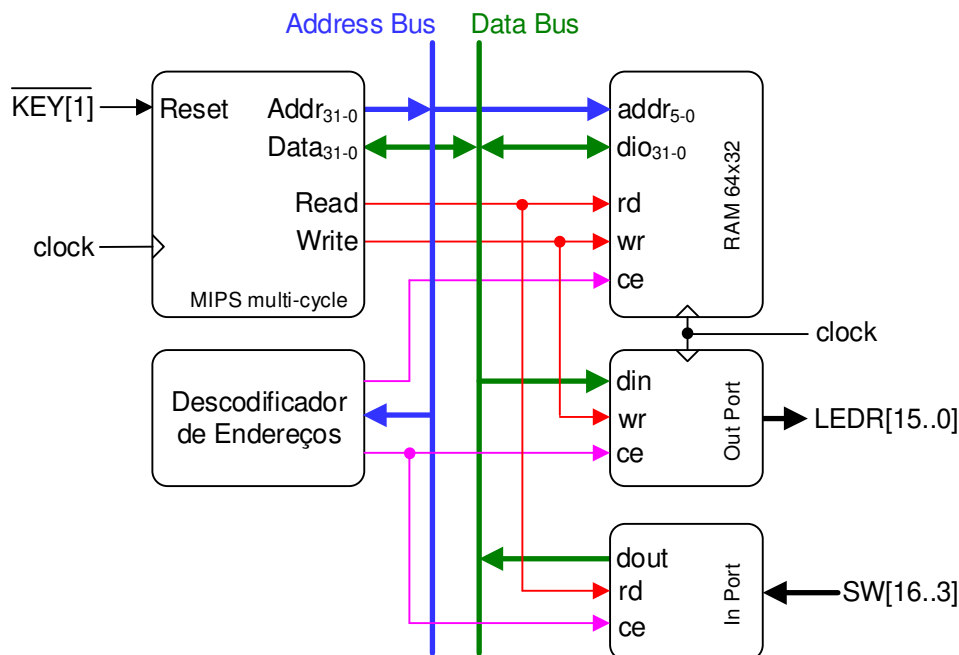 Address Bus
Data Bus
KEY[1]
Reset
Addr31-0
Data31-0
Read
Write
clock
MIPS multi-cycle
addr5-0
dio31-0
rd
wr
ce
RAM 64x32
clock
Descodificador
de Endereços
din
wr
ce
Out Port
LEDR[15..0]
dout
rd
ce
In Port
SW[16..3]